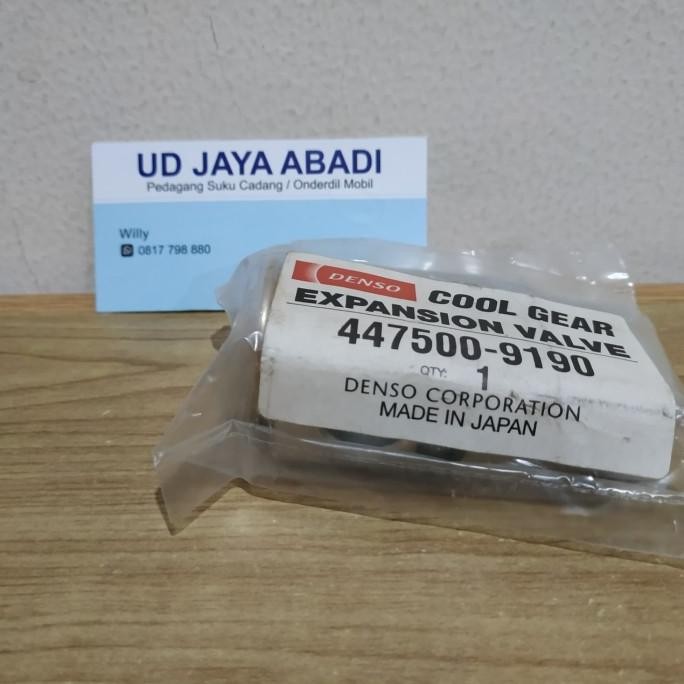 UD JAYA ABADI
Pedagang Suku Cadang / Onderdil Mobil
Willy
0817 798 880
DENSO COOL GEAR
EXPANSION VALVE
447500-9190
QTY: 1
DENSO CORPORATION
MADE IN JAPAN